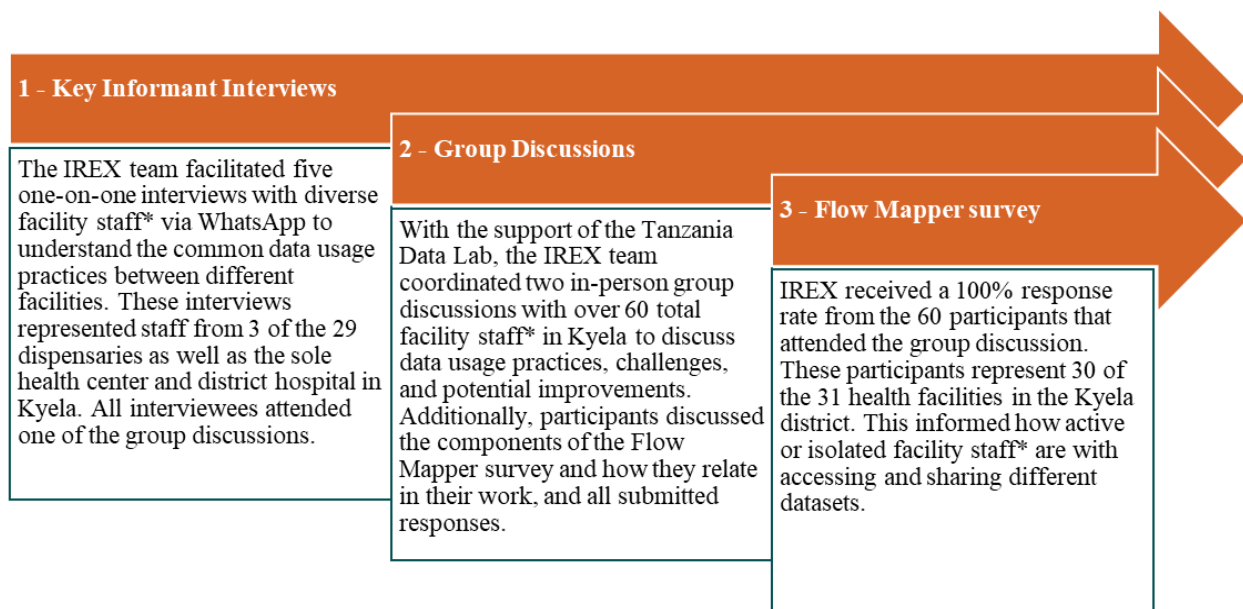 1 - Key Informant Interviews
The IREX team facilitated five
one-on-one interviews with diverse
facility staff* via WhatsApp to
understand the common data usage
practices between different
facilities. These interviews
represented staff from 3 of the 29
dispensaries as well as the sole
health center and district hospital in
Kyela. All interviewees attended
one of the group discussions.
2 - Group Discussions
With the support of the Tanzania
Data Lab, the IREX team
coordinated two in-person group
discussions with over 60 total
facility staff* in Kyela to discuss
data usage practices, challenges,
and potential improvements.
Additionally, participants discussed
the components of the Flow
Mapper survey and how they relate
in their work, and all submitted
responses.
3 - Flow Mapper survey
IREX received a 100% response
rate from the 60 participants that
attended the group discussion.
These participants represent 30 of
the 31 health facilities in the Kyela
district. This informed how active
or isolated facility staff* are with
accessing and sharing different
datasets.